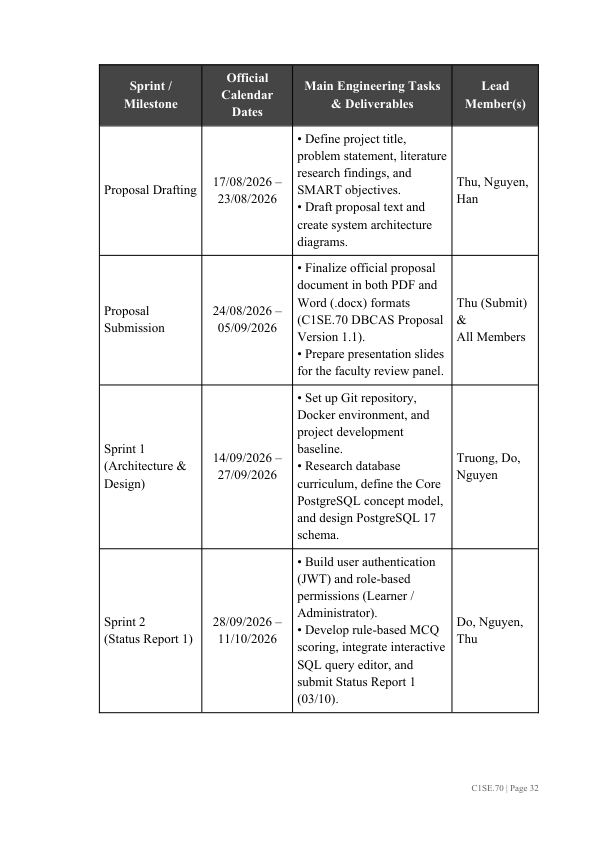 Sprint /
Milestone
Official
Calendar
Dates
Main Engineering Tasks
& Deliverables
Lead
Member(s)
Proposal Drafting
17/08/2026 –
23/08/2026
• Define project title,
problem statement, literature
research findings, and
SMART objectives.
• Draft proposal text and
create system architecture
diagrams.
Thu, Nguyen,
Han
Proposal
Submission
24/08/2026 –
05/09/2026
• Finalize official proposal
document in both PDF and
Word (.docx) formats
(C1SE.70 DBCAS Proposal
Version 1.1).
• Prepare presentation slides
for the faculty review panel.
Thu (Submit)
&
All Members
Sprint 1
(Architecture &
Design)
14/09/2026 –
27/09/2026
• Set up Git repository,
Docker environment, and
project development
baseline.
• Research database
curriculum, define the Core
PostgreSQL concept model,
and design PostgreSQL 17
schema.
Truong, Do,
Nguyen
Sprint 2
(Status Report 1)
28/09/2026 –
11/10/2026
• Build user authentication
(JWT) and role-based
permissions (Learner /
Administrator).
• Develop rule-based MCQ
scoring, integrate interactive
SQL query editor, and
submit Status Report 1
(03/10).
Do, Nguyen,
Thu
C1SE.70 | Page 32